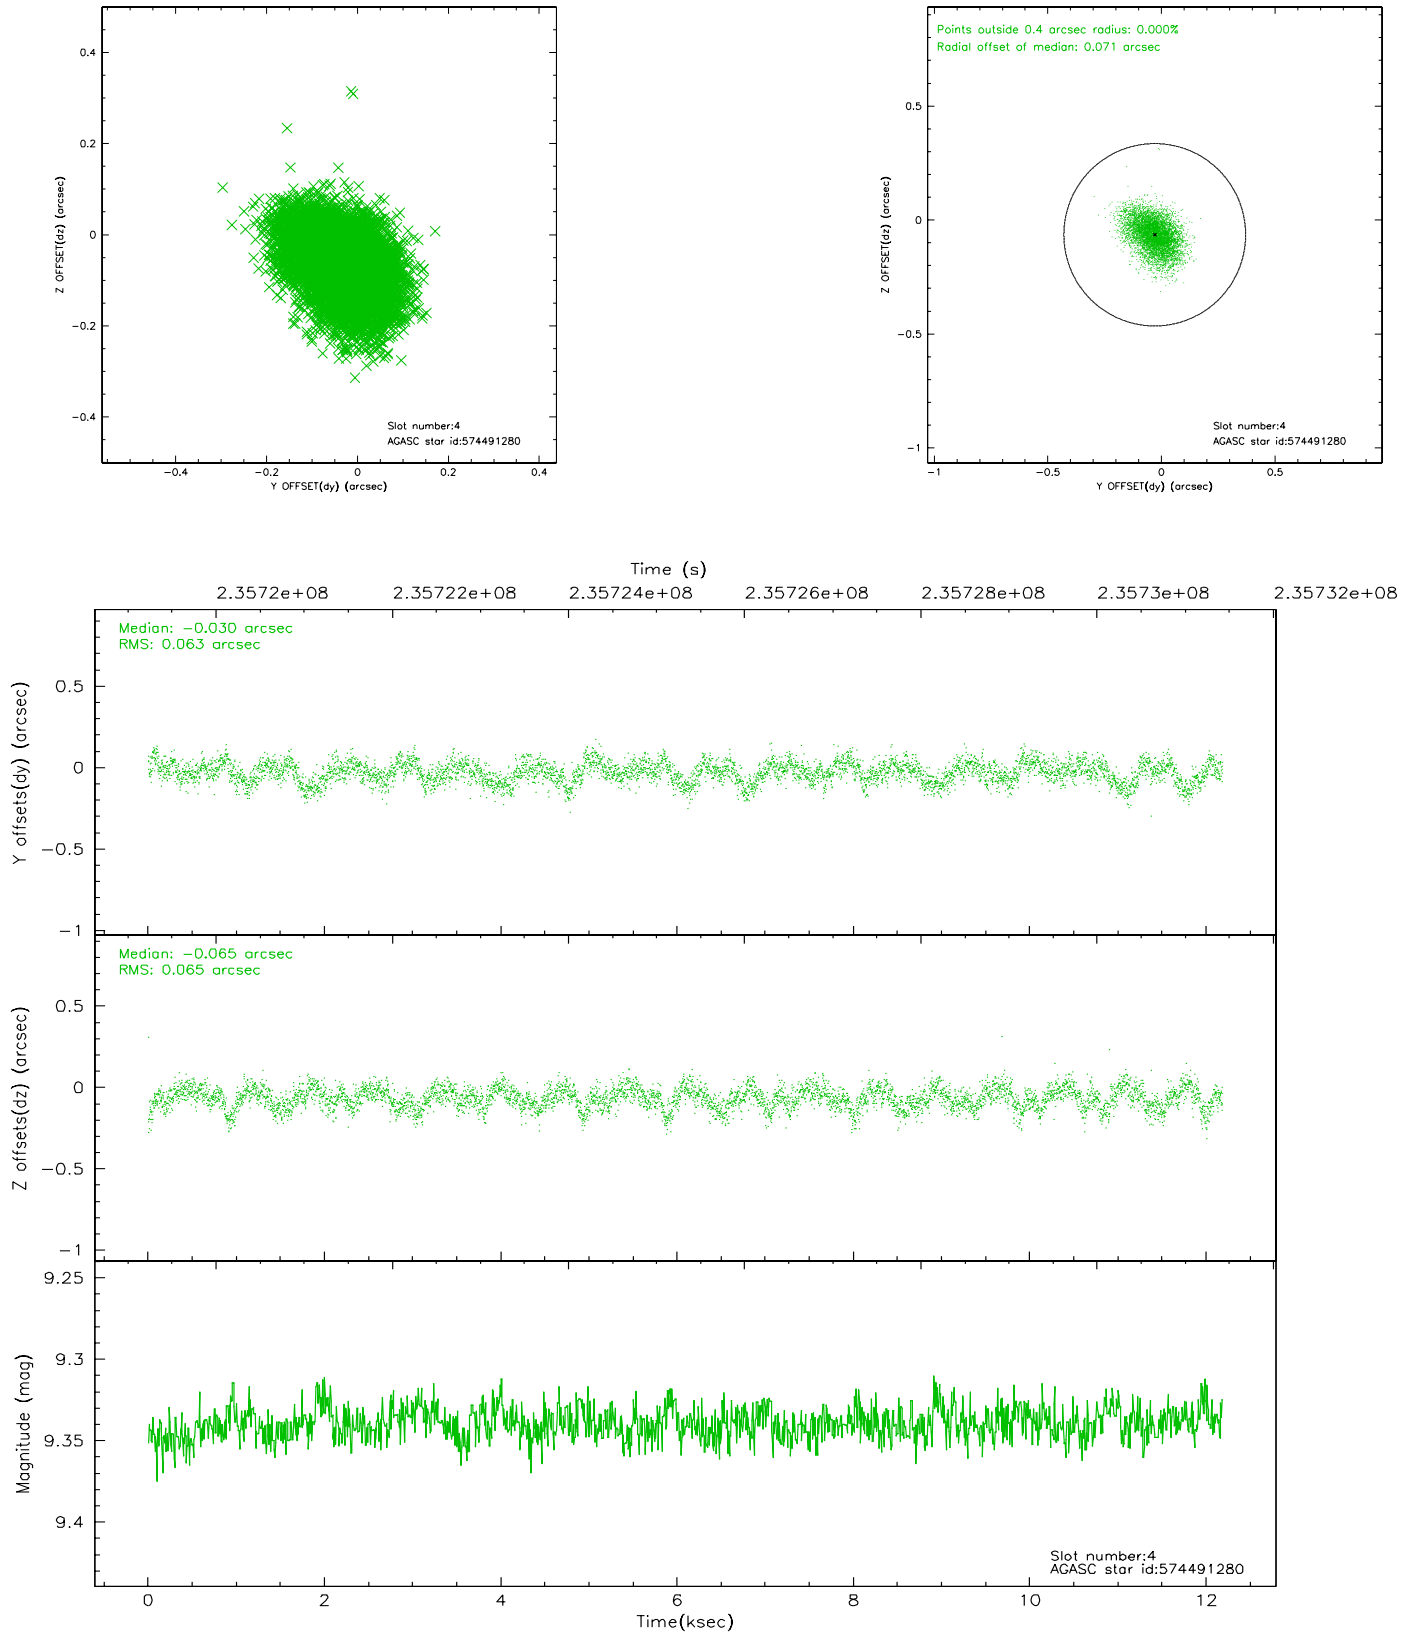 0.4
0.2
0
−0.2
−0.4
Z OFFSET(dz) (arcsec)
Slot number:4
AGASC star id:574491280
−0.4 −0.2 0 0.2 0.4
Y OFFSET(dy) (arcsec)
Points outside 0.4 arcsec radius: 0.000%
Radial offset of median: 0.071 arcsec
0.5
0
−0.5
−1
Z OFFSET(dz) (arcsec)
Slot number:4
AGASC star id:574491280
−1 −0.5 0 0.5
Y OFFSET(dy) (arcsec)
Time (s)
2.3572e+08 2.35722e+08 2.35724e+08 2.35726e+08 2.35728e+08 2.3573e+08 2.35732e+08
Median: −0.030 arcsec
RMS: 0.063 arcsec
0.5
0
−0.5
−1
Y offsets(dy) (arcsec)
Median: −0.065 arcsec
RMS: 0.065 arcsec
0.5
0
−0.5
−1
Z offsets(dz) (arcsec)
9.25
9.3
9.35
9.4
Magnitude (mag)
Slot number:4
AGASC star id:574491280
0 2 4 6 8 10 12
Time(ksec)